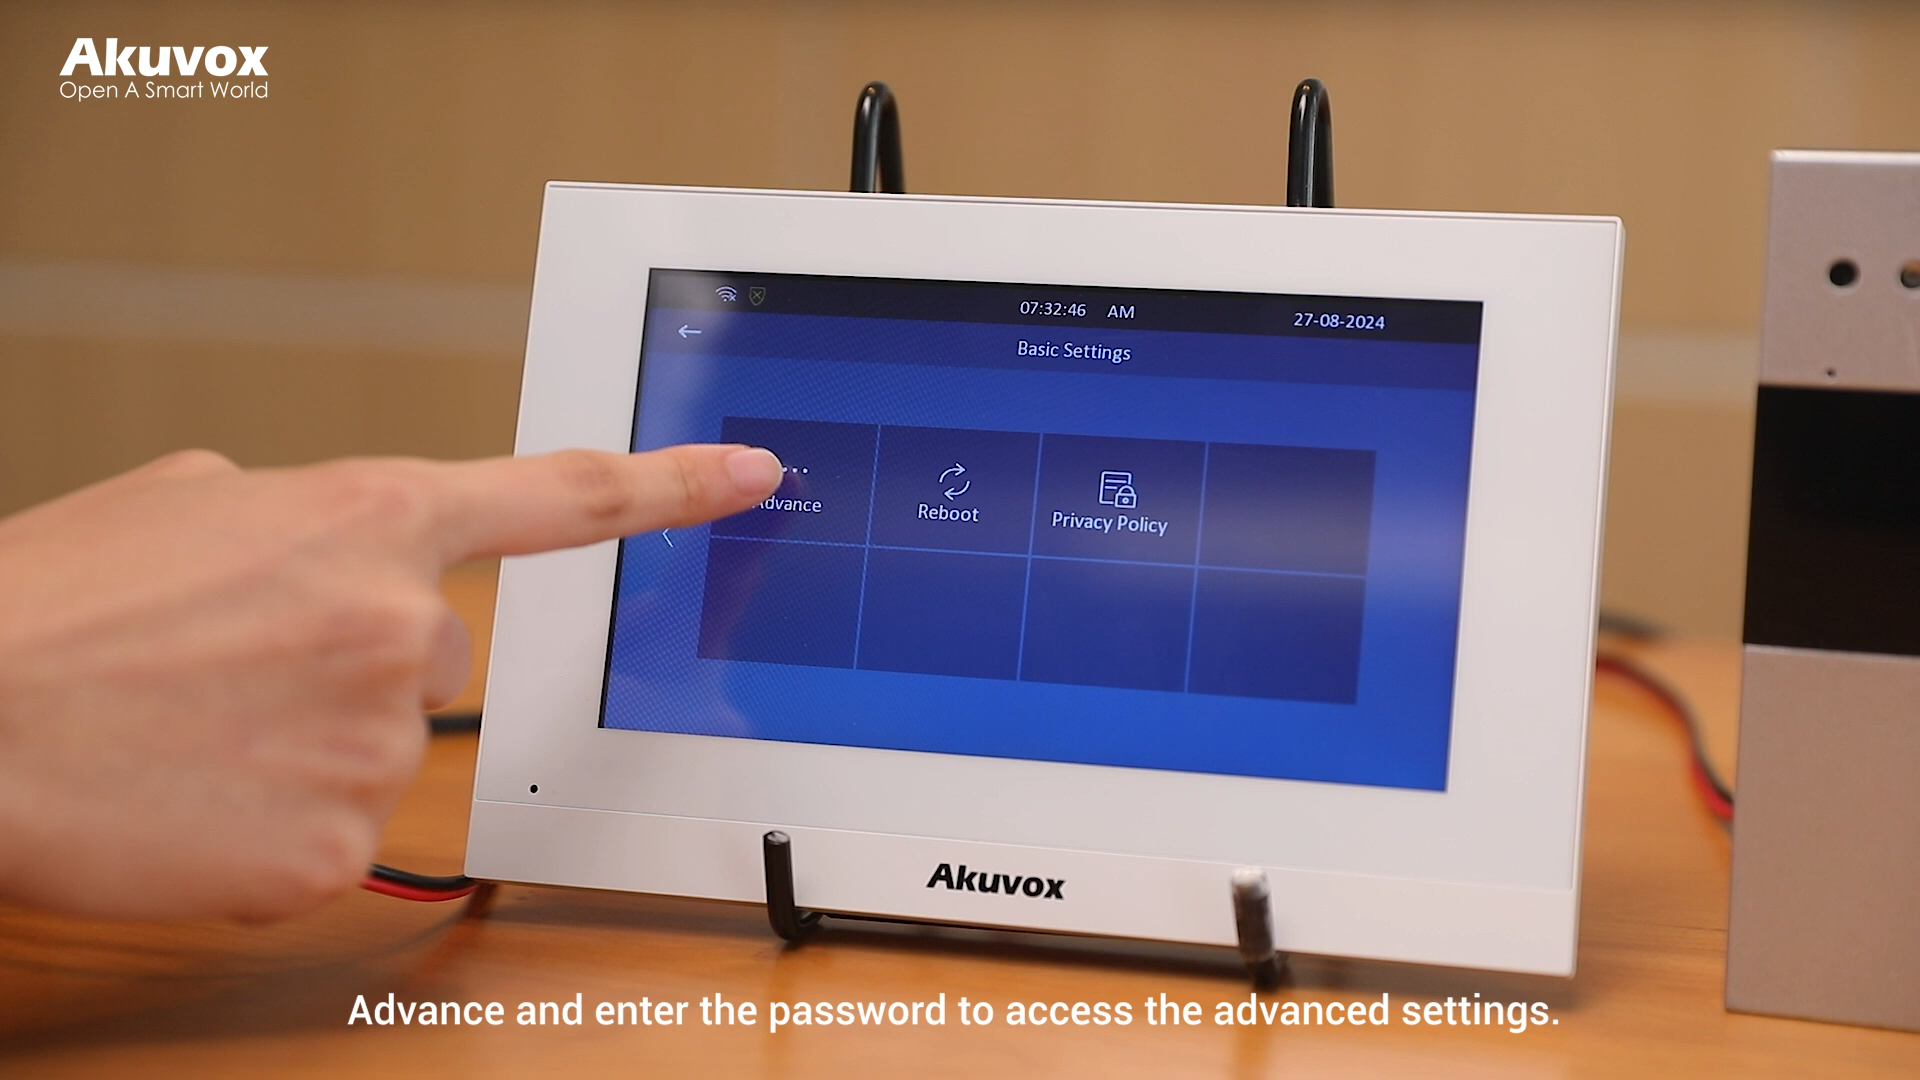 Akuvox
Open A Smart World
07:32:46 AM
27-08-2024
Basic Settings
Advance
Reboot
Privacy Policy
Akuvox
Advance and enter the password to access the advanced settings.